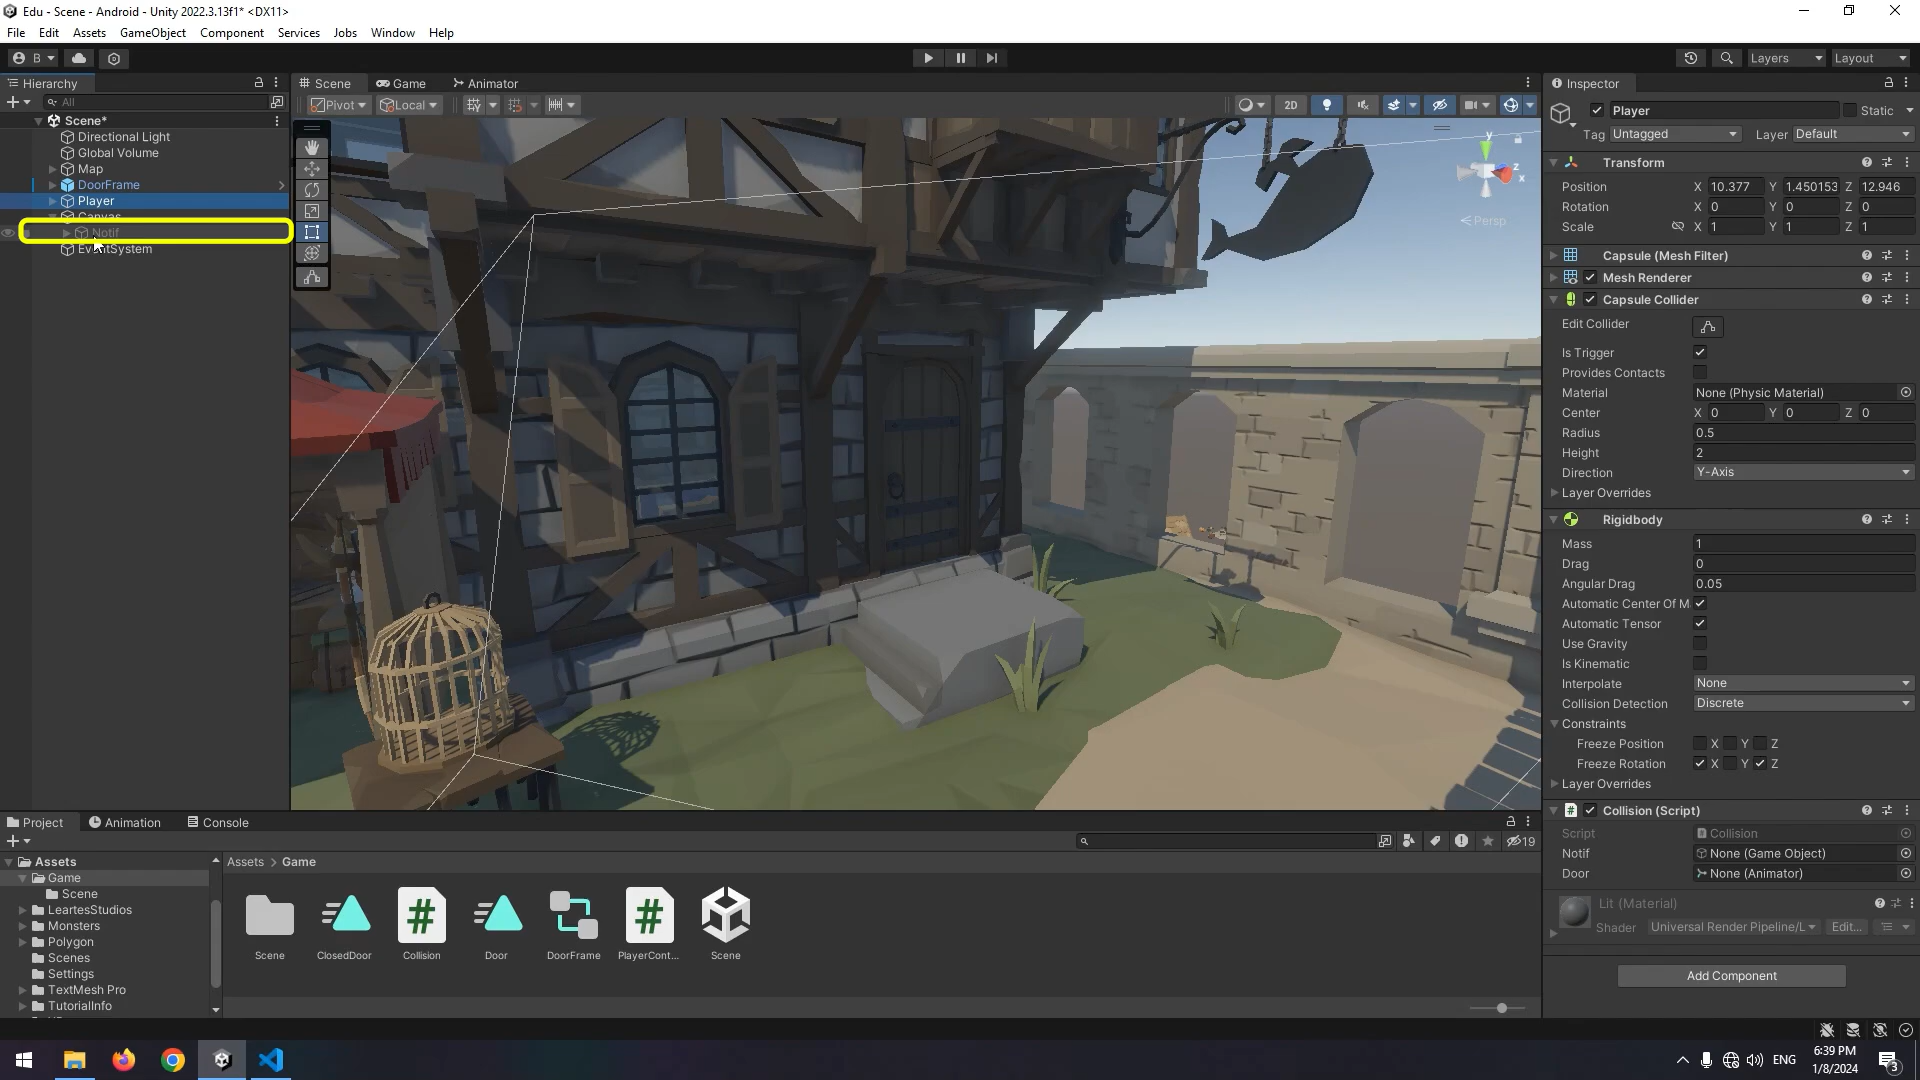 Edu - Scene - Android - Unity 2022.3.13f1* <DX11>
File Edit Assets GameObject Component Services Jobs Window Help
B Layers Layout
Hierarchy
All
Scene*
Directional Light
Global Volume
Map
DoorFrame
Player
Canvas
Notif
EventSystem
Scene Game Animator
Pivot Local 2D
y
z
x
Persp
Inspector
Player Static
Tag Untagged Layer Default
Transform
Position X 10.377 Y 1.450153 Z 12.946
Rotation X 0 Y 0 Z 0
Scale X 1 Y 1 Z 1
Capsule (Mesh Filter)
Mesh Renderer
Capsule Collider
Edit Collider
Is Trigger
Provides Contacts
Material None (Physic Material)
Center X 0 Y 0 Z 0
Radius 0.5
Height 2
Direction Y-Axis
Layer Overrides
Rigidbody
Mass 1
Drag 0
Angular Drag 0.05
Automatic Center Of M
Automatic Tensor
Use Gravity
Is Kinematic
Interpolate None
Collision Detection Discrete
Constraints
Freeze Position X Y Z
Freeze Rotation X Y Z
Layer Overrides
# Collision (Script)
Script Collision
Notif None (Game Object)
Door None (Animator)
Lit (Material)
Shader Universal Render Pipeline/L Edit...
Add Component
Project Animation Console
19
Assets
Game
Scene
LeartesStudios
Monsters
Polygon
Scenes
Settings
TextMesh Pro
TutorialInfo
Assets > Game
# #
Scene ClosedDoor Collision Door DoorFrame PlayerCont... Scene
ENG
6:39 PM
1/8/2024
3